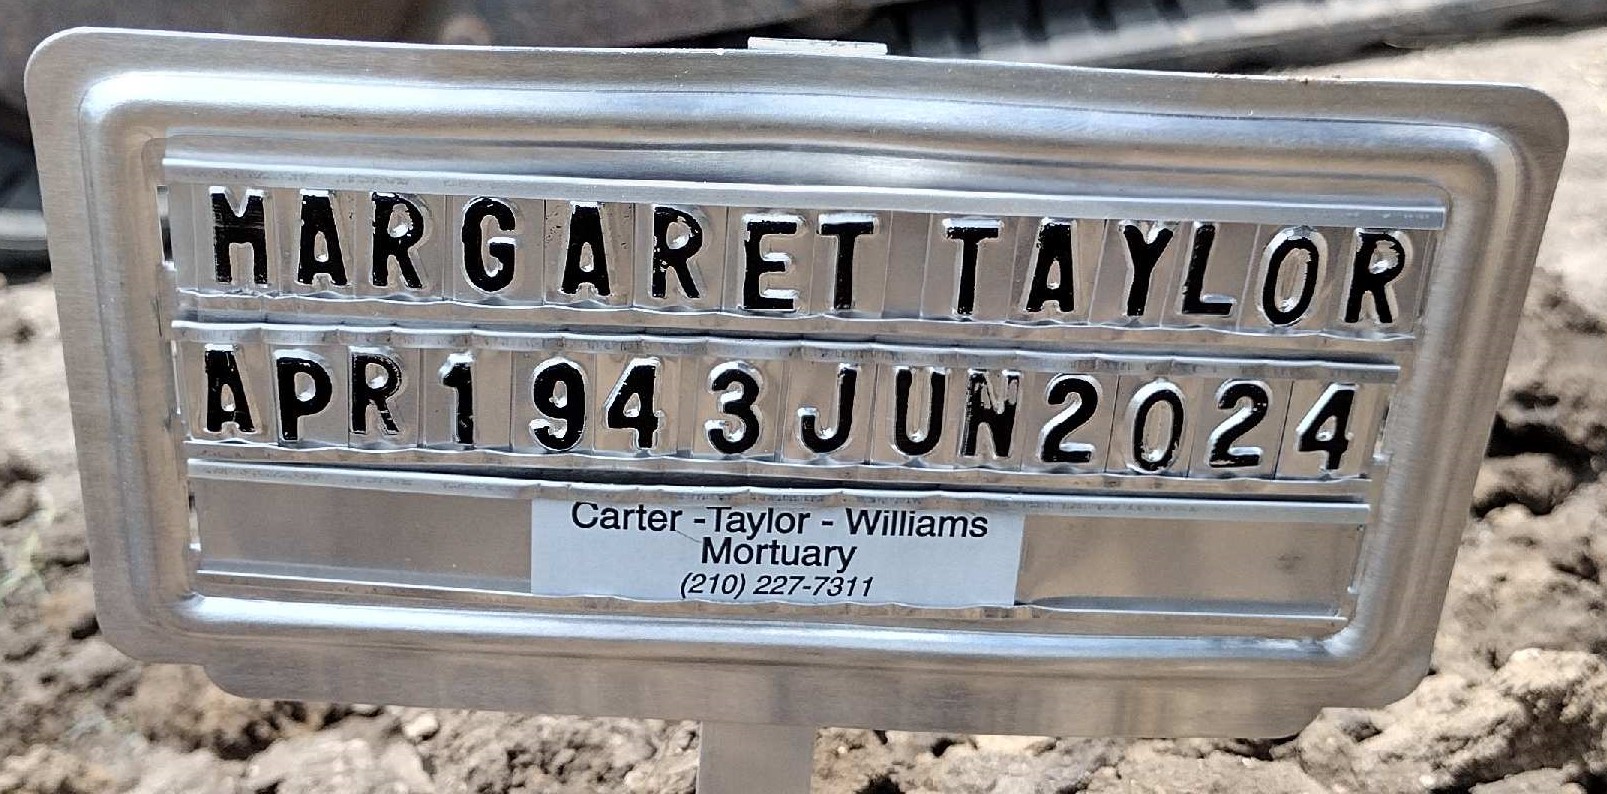 MARGARET TAYLOR
APR1943JUN2024
Carter -Taylor - Williams
Mortuary
(210) 227-7311